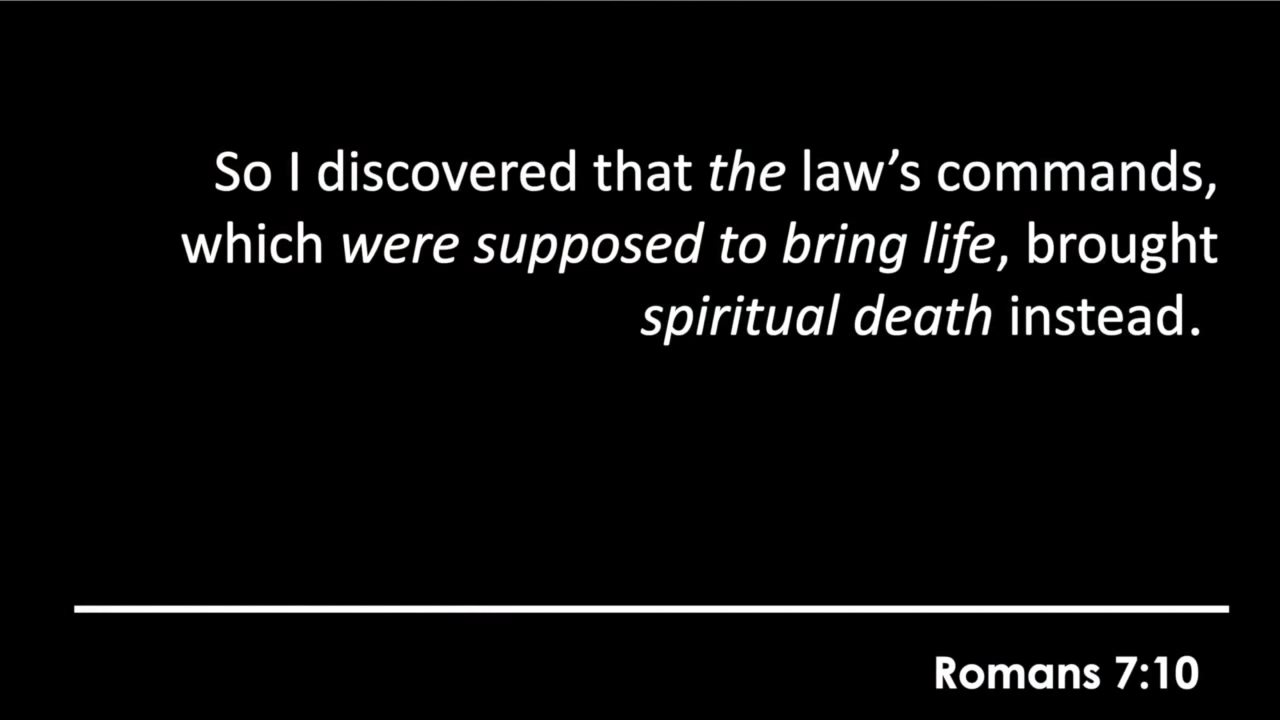 So I discovered that the law’s commands,
which were supposed to bring life, brought
spiritual death instead.
Romans 7:10